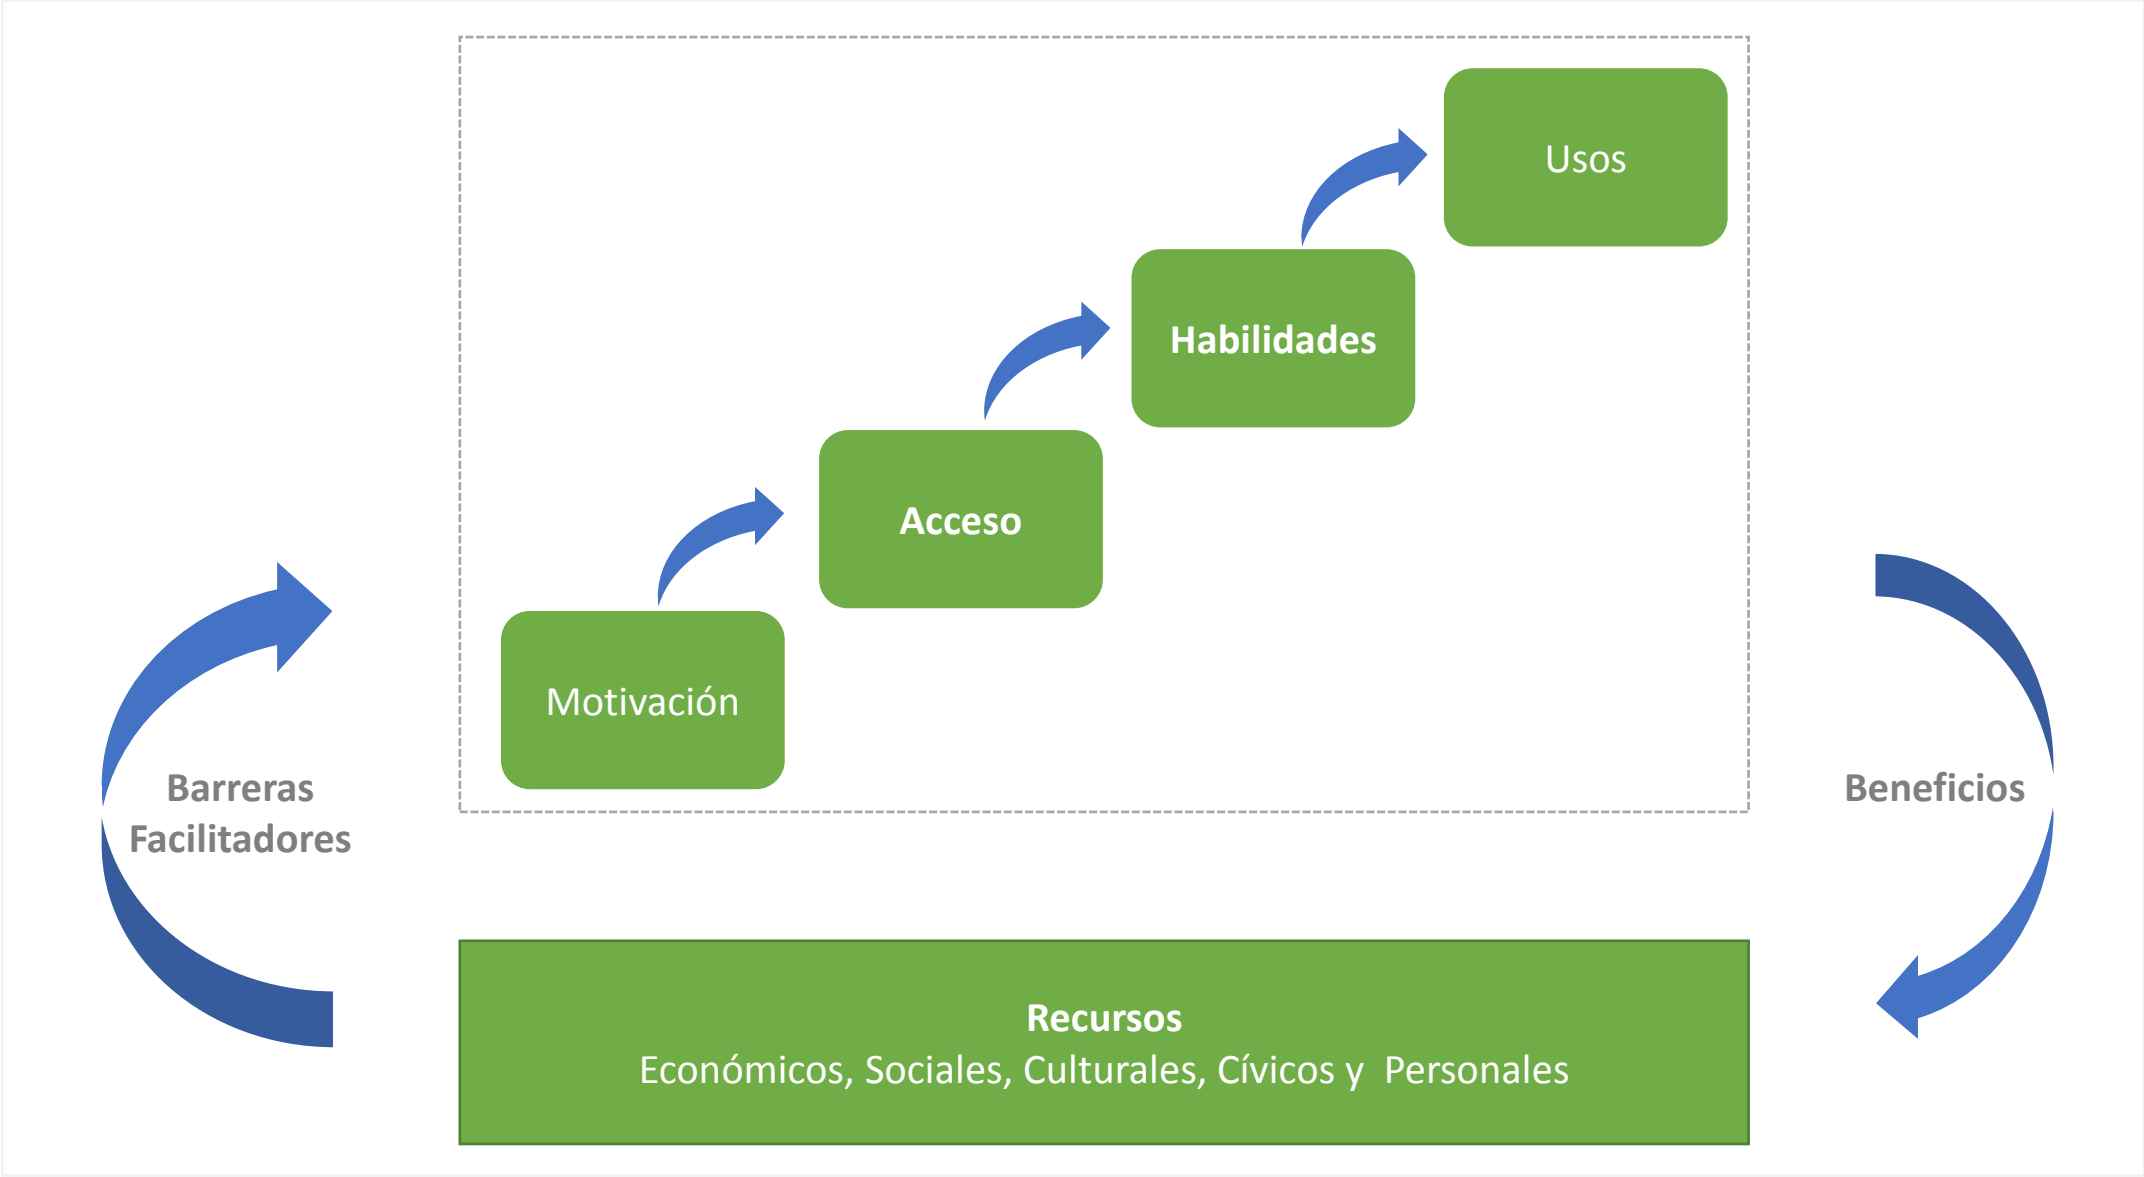 Usos
Habilidades
Acceso
Motivación
Barreras
Facilitadores
Beneficios
Recursos
Económicos, Sociales, Culturales, Cívicos y  Personales